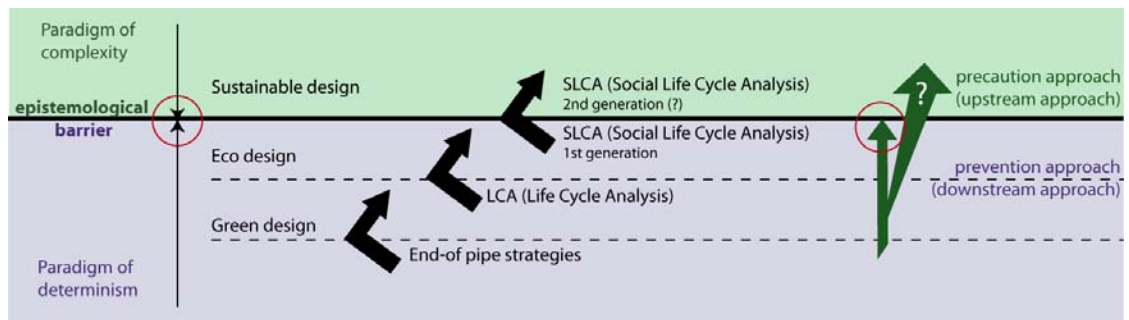 Paradigm of
complexity
epistemological
barrier
Paradigm of
determinism
Sustainable design
Eco design
Green design
SLCA (Social Life Cycle Analysis)
2nd generation (?)
SLCA (Social Life Cycle Analysis)
1st generation
LCA (Life Cycle Analysis)
End-of pipe strategies
?
precaution approach
(upstream approach)
prevention approach
(downstream approach)